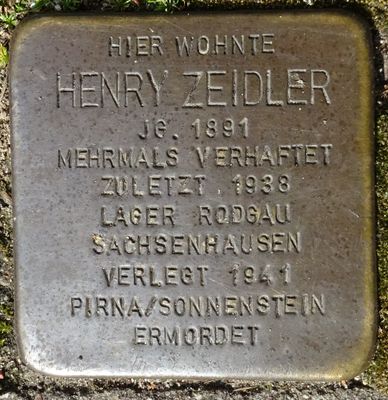 HIER WOHNTE
HENRY ZEIDLER
JG. 1891
MEHRMALS VERHAFTET
ZULETZT 1938
LAGER RODGAU
SACHSENHAUSEN
VERLEGT 1941
PIRNA/SONNENSTEIN
ERMORDET